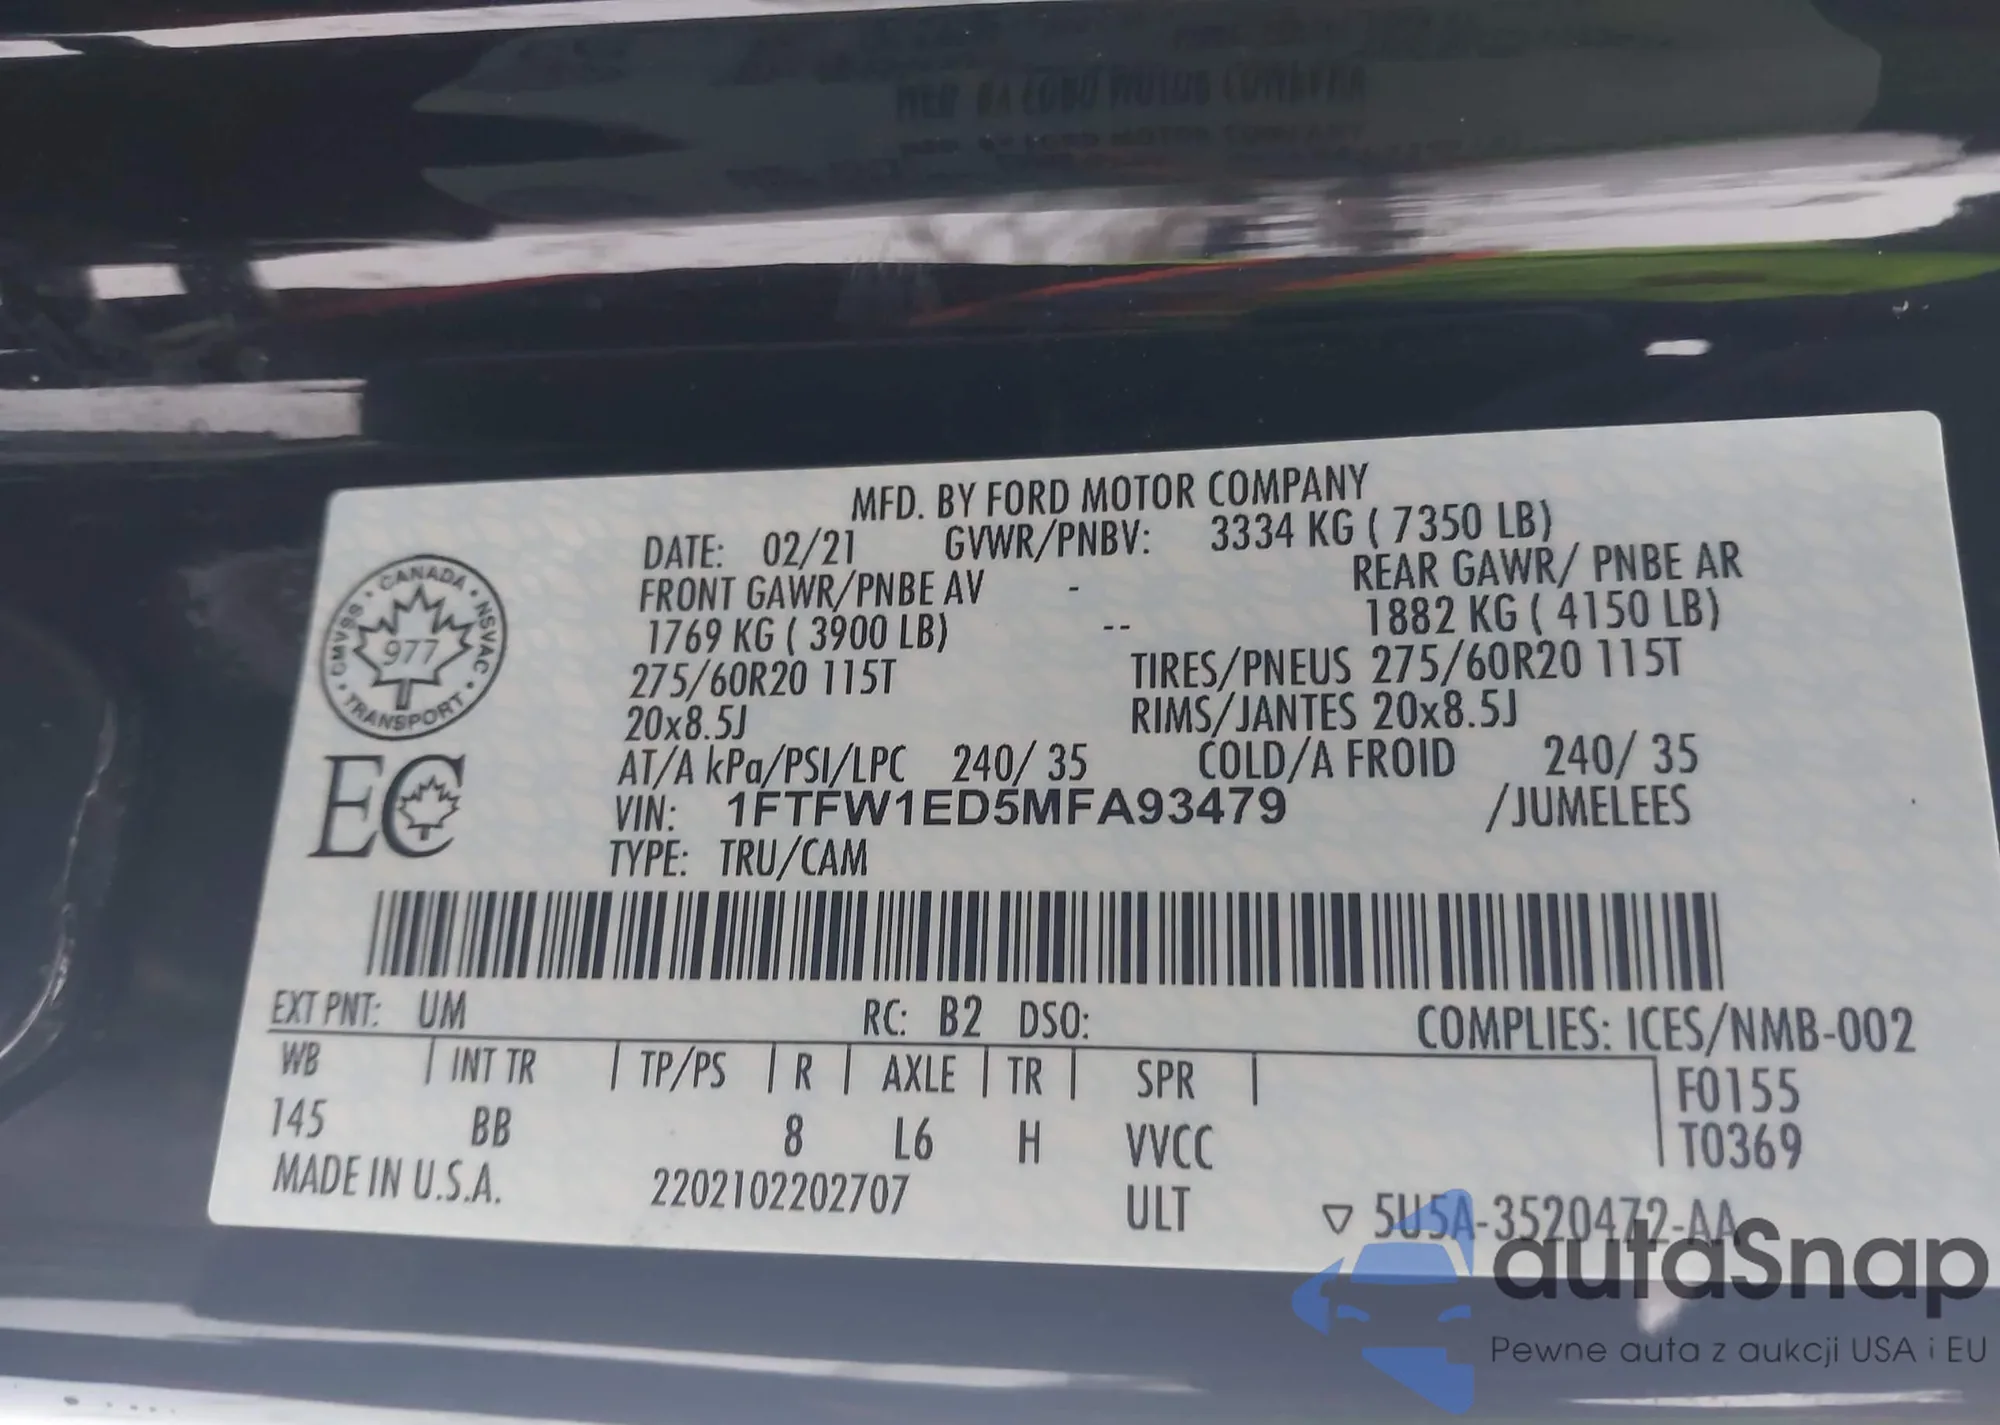 MFD. BY FORD MOTOR COMPANY
DATE: 02/21 GVWR/PNBV: 3334 KG ( 7350 LB)
FRONT GAWR/PNBE AV - REAR GAWR/ PNBE AR
1769 KG ( 3900 LB) -- 1882 KG ( 4150 LB)
275/60R20 115T TIRES/PNEUS 275/60R20 115T
20x8.5J RIMS/JANTES 20x8.5J
AT/A kPa/PSI/LPC 240/ 35 COLD/A FROID 240/ 35
VIN: 1FTFW1ED5MFA93479 /JUMELEES
TYPE: TRU/CAM
CANADA
CMVSS • NSVAC
977
TRANSPORT
EC
EXT PNT: UM RC: B2 DSO: COMPLIES: ICES/NMB-002
WB | INT TR | TP/PS | R | AXLE | TR | SPR | F0155
145 BB 8 L6 H VVCC T0369
MADE IN U.S.A. 2202102202707 ULT ▽ 5U5A-3520472-AA
autaSnap
Pewne auta z aukcji USA i EU